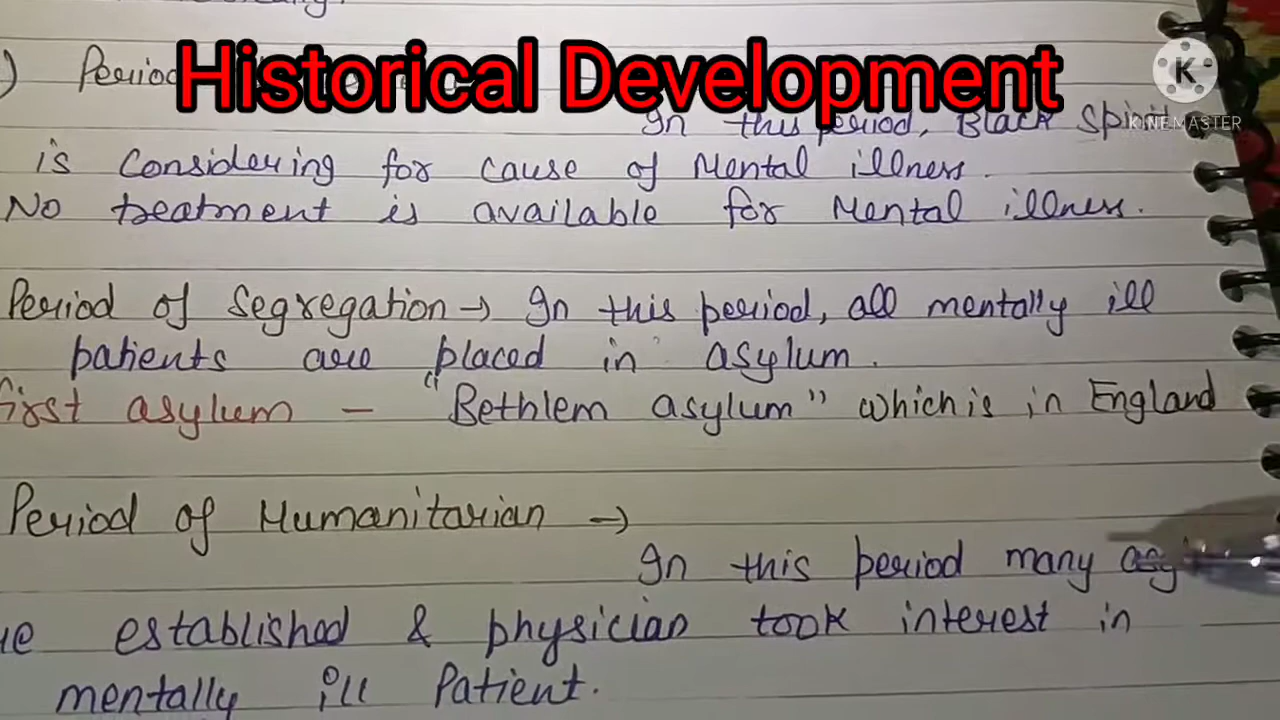 Historical Development
K
KINEMASTER
) Period
In this period, Black Spirit
is considering for cause of Mental illness.
No treatment is available for Mental illness.
Period of Segregation → In this period, all mentally ill
patients are placed in asylum.
First asylum - "Bethlem asylum" which is in England
Period of Humanitarian →
In this period many
established & physician took interest in
mentally ill Patient.